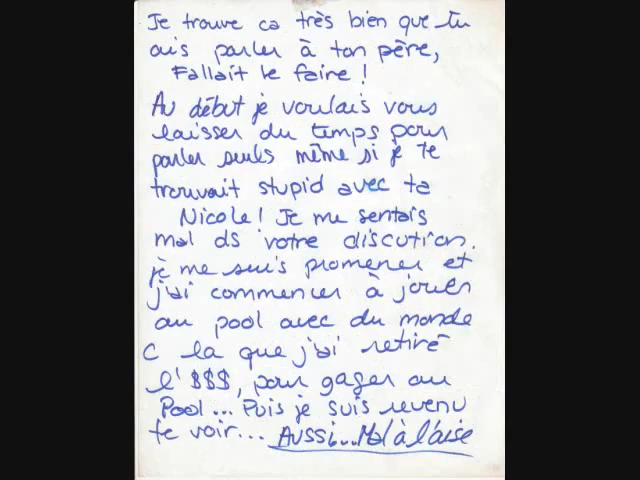 Je trouve ca très bien que tu
ais parler à ton père,
Fallait le faire !
Au début je voulais vous
laisser du temps pour
parler seuls même si je te
trouvait stupid avec ta
Nicole ! Je me sentais
mal ds votre discution.
je me suis promener et
j'ai commencer à jouer
au pool avec du monde
C la que j'ai retiré
l'$$$, pour gager au
Pool... Puis je suis revenu
te voir... Aussi...Mal à l'aise